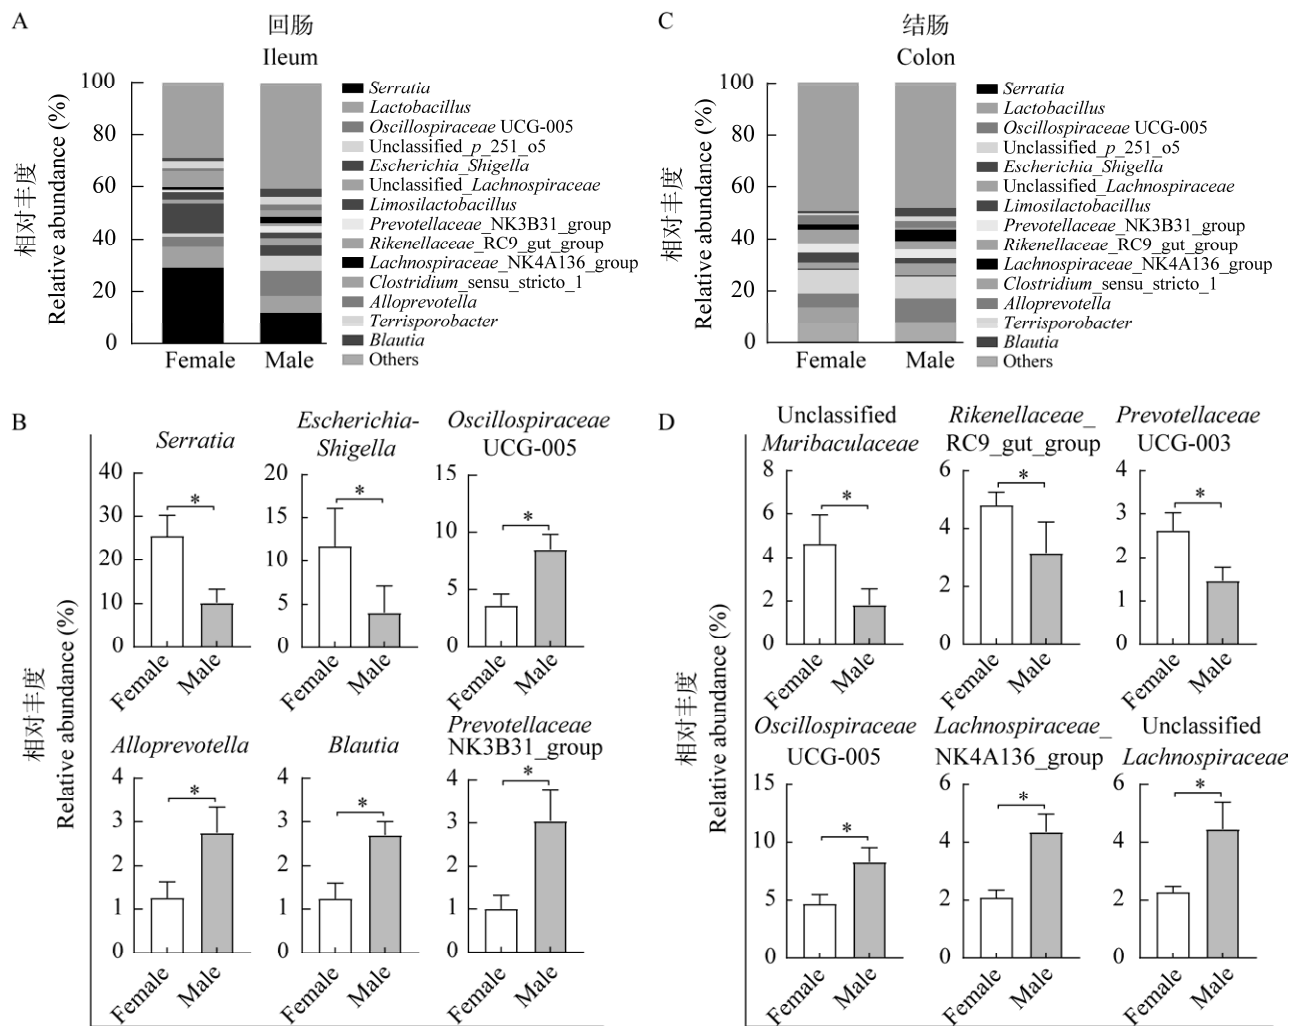 A
回肠
Ileum
相对丰度
Relative abundance (%)
100
80
60
40
20
0
Female
Male
Serratia
Lactobacillus
Oscillospiraceae UCG-005
Unclassified_p_251_o5
Escherichia_Shigella
Unclassified_Lachnospiraceae
Limosilactobacillus
Prevotellaceae_NK3B31_group
Rikenellaceae_RC9_gut_group
Lachnospiraceae_NK4A136_group
Clostridium_sensu_stricto_1
Alloprevotella
Terrisporobacter
Blautia
Others
C
结肠
Colon
相对丰度
Relative abundance (%)
100
80
60
40
20
0
Female
Male
Serratia
Lactobacillus
Oscillospiraceae UCG-005
Unclassified_p_251_o5
Escherichia_Shigella
Unclassified_Lachnospiraceae
Limosilactobacillus
Prevotellaceae_NK3B31_group
Rikenellaceae_RC9_gut_group
Lachnospiraceae_NK4A136_group
Clostridium_sensu_stricto_1
Alloprevotella
Terrisporobacter
Blautia
Others
B
相对丰度
Relative abundance (%)
Serratia
40
30
20
10
0
*
Female
Male
Escherichia-
Shigella
20
15
10
5
0
*
Female
Male
Oscillospiraceae
UCG-005
15
10
5
0
*
Female
Male
Alloprevotella
4
3
2
1
0
*
Female
Male
Blautia
4
3
2
1
0
*
Female
Male
Prevotellaceae
NK3B31_group
4
3
2
1
0
*
Female
Male
D
相对丰度
Relative abundance (%)
Unclassified
Muribaculaceae
8
6
4
2
0
*
Female
Male
Rikenellaceae_
RC9_gut_group
6
4
2
0
*
Female
Male
Prevotellaceae
UCG-003
4
3
2
1
0
*
Female
Male
Oscillospiraceae
UCG-005
15
10
5
0
*
Female
Male
Lachnospiraceae_
NK4A136_group
6
4
2
0
*
Female
Male
Unclassified
Lachnospiraceae
6
4
2
0
*
Female
Male